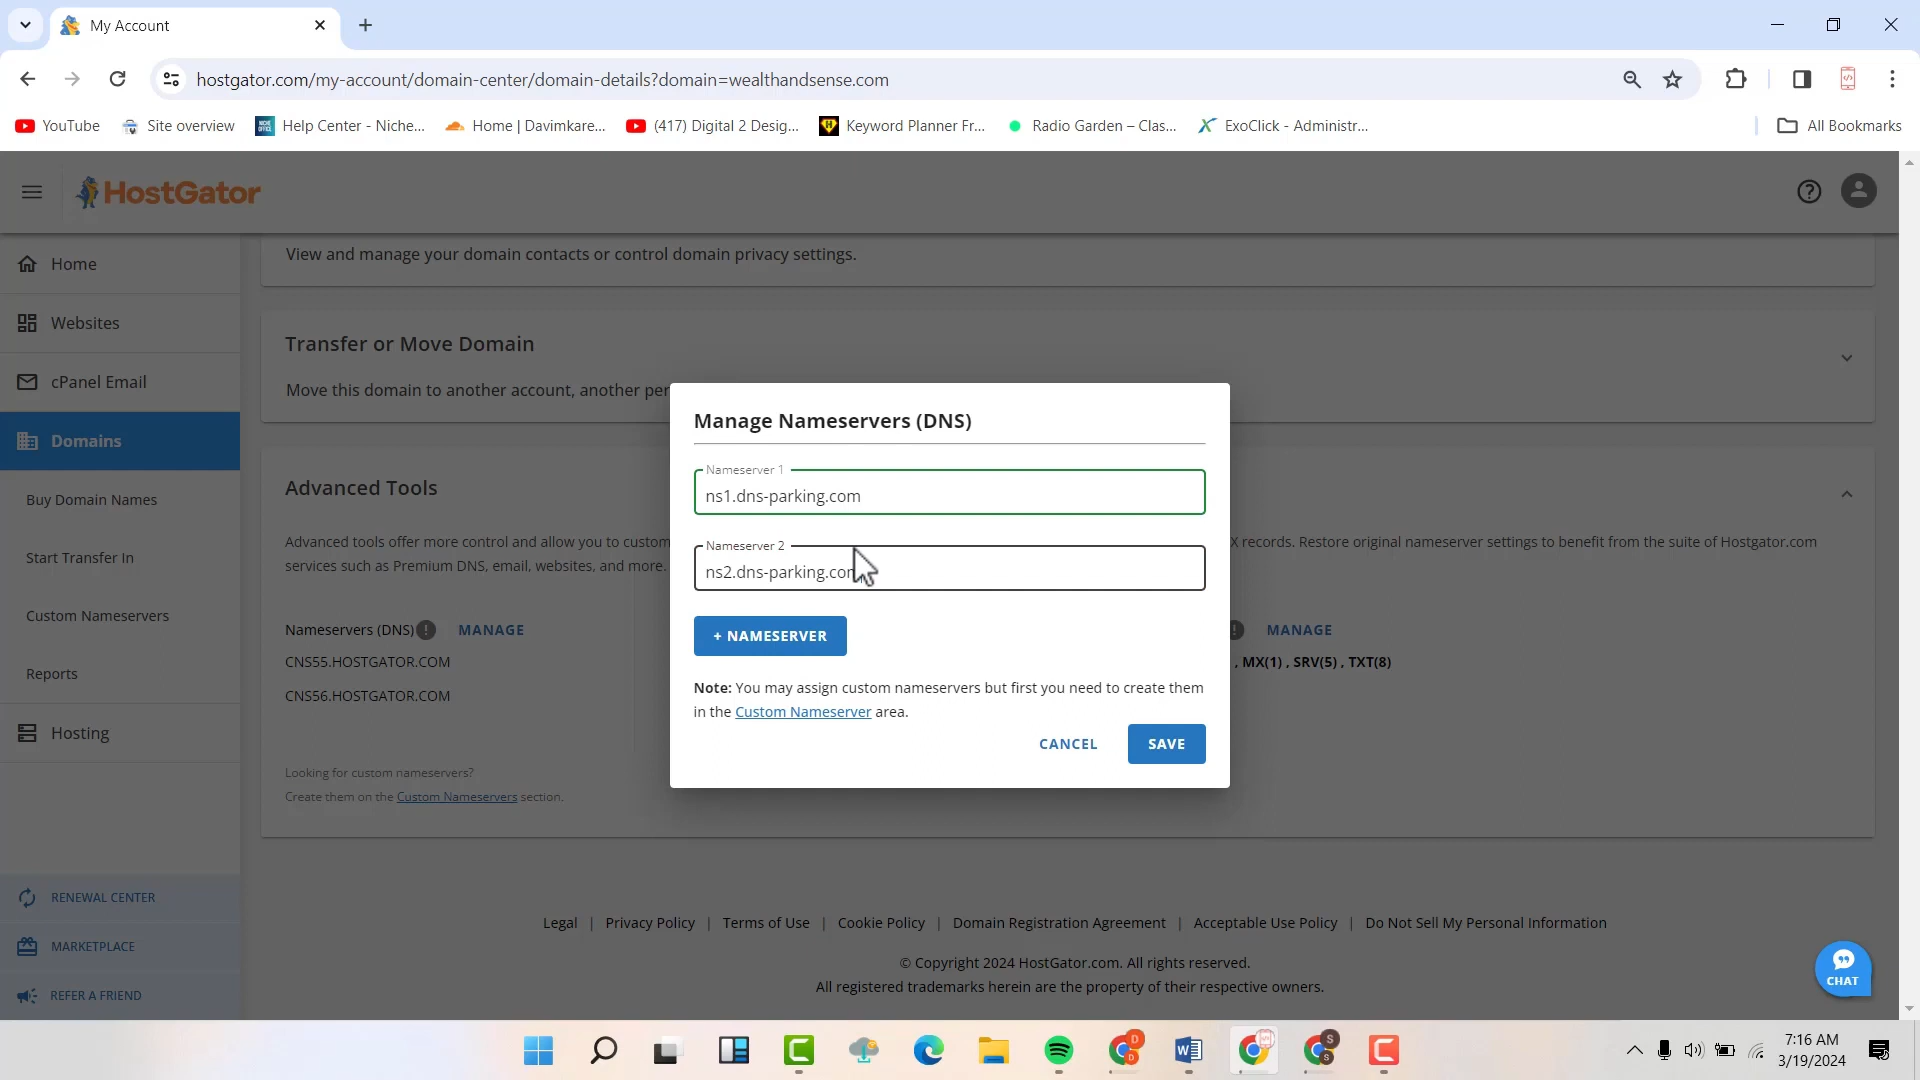 My Account
hostgator.com/my-account/domain-center/domain-details?domain=wealthandsense.com
YouTube
Site overview
Help Center - Niche...
Home | Davimkare...
(417) Digital 2 Desig...
Keyword Planner Fr...
Radio Garden – Clas...
ExoClick - Administr...
All Bookmarks
HostGator
Home
Websites
cPanel Email
Domains
Buy Domain Names
Start Transfer In
Custom Nameservers
Reports
Hosting
RENEWAL CENTER
MARKETPLACE
REFER A FRIEND
View and manage your domain contacts or control domain privacy settings.
Transfer or Move Domain
Move this domain to another account, another per
Advanced Tools
Advanced tools offer more control and allow you to custom
X records. Restore original nameserver settings to benefit from the suite of Hostgator.com
services such as Premium DNS, email, websites, and more.
Nameservers (DNS)
MANAGE
CNS55.HOSTGATOR.COM
CNS56.HOSTGATOR.COM
MANAGE
, MX(1) , SRV(5) , TXT(8)
Looking for custom nameservers?
Create them on the Custom Nameservers section.
Manage Nameservers (DNS)
Nameserver 1
ns1.dns-parking.com
Nameserver 2
ns2.dns-parking.com
+ NAMESERVER
Note: You may assign custom nameservers but first you need to create them
in the Custom Nameserver area.
CANCEL
SAVE
Legal | Privacy Policy | Terms of Use | Cookie Policy | Domain Registration Agreement | Acceptable Use Policy | Do Not Sell My Personal Information
© Copyright 2024 HostGator.com. All rights reserved.
All registered trademarks herein are the property of their respective owners.
CHAT
7:16 AM
3/19/2024